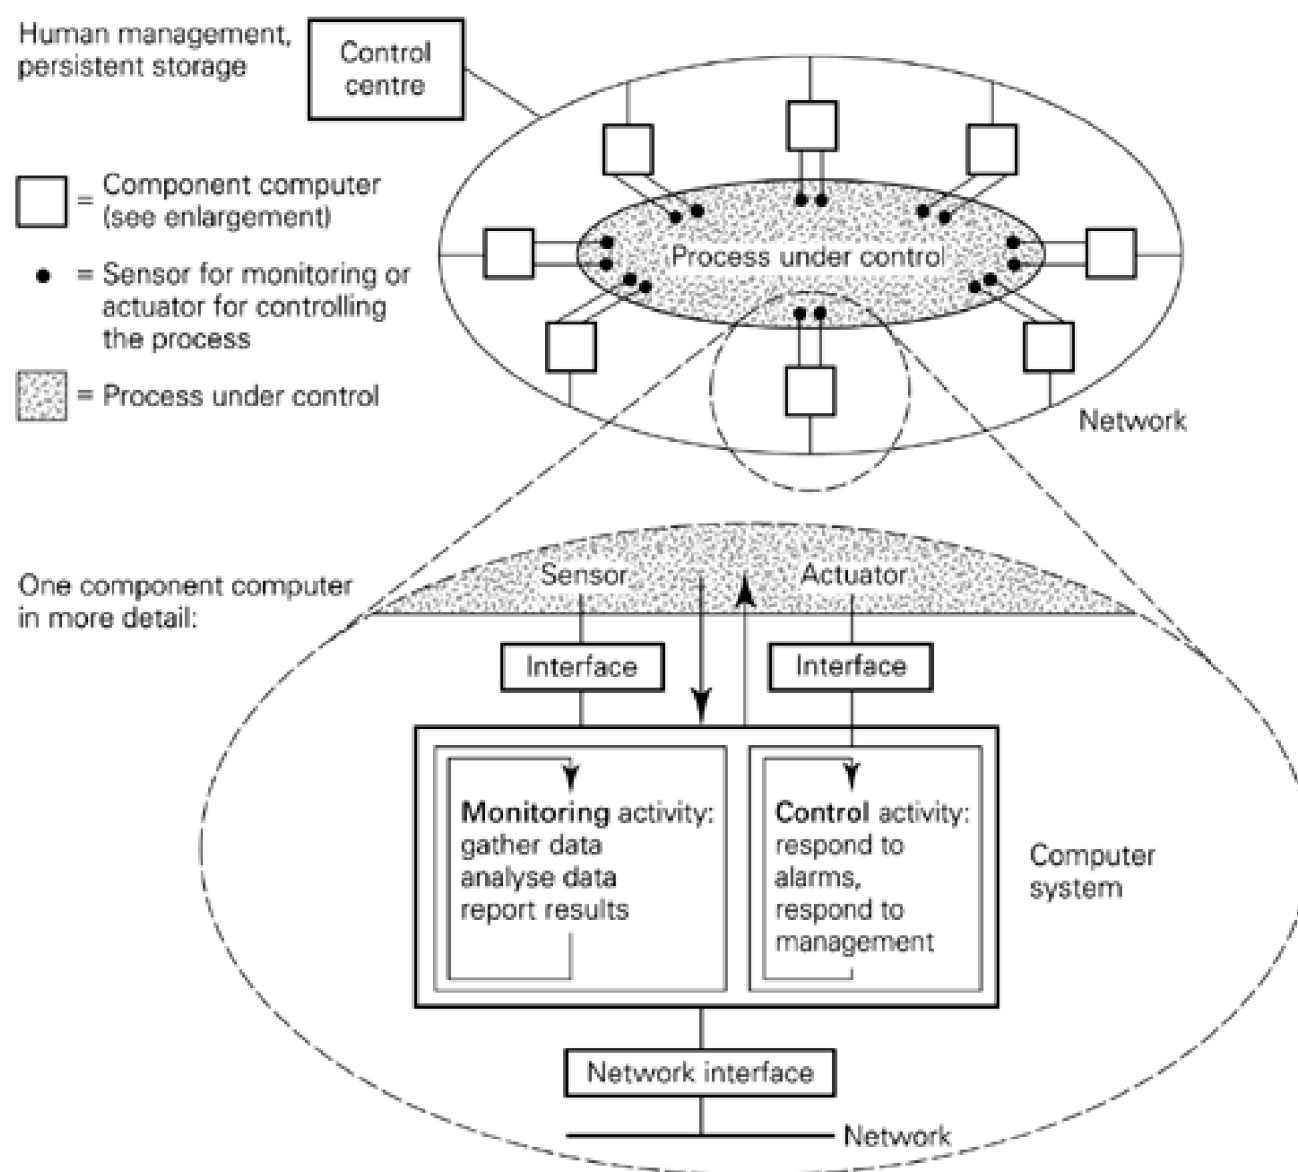 Human management,
persistent storage
Control
centre
= Component computer
(see enlargement)
= Sensor for monitoring or
actuator for controlling
the process
= Process under control
Process under control
Network
One component computer
in more detail:
Sensor
Actuator
Interface
Interface
Monitoring activity:
gather data
analyse data
report results
Control activity:
respond to
alarms,
respond to
management
Computer
system
Network interface
Network